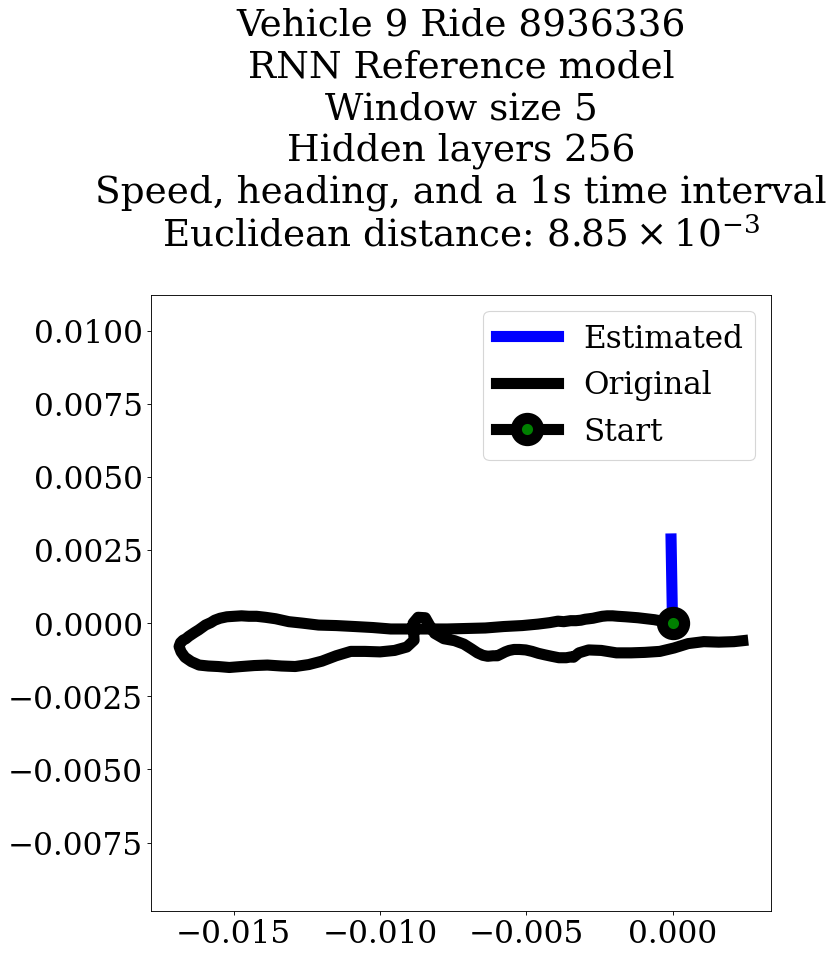 Vehicle 9 Ride 8936336
RNN Reference model
Window size 5
Hidden layers 256
Speed, heading, and a 1s time interval
Euclidean distance: 8.85 × 10⁻³
Estimated
Original
Start
0.0100
0.0075
0.0050
0.0025
0.0000
−0.0025
−0.0050
−0.0075
−0.015 −0.010 −0.005 0.000